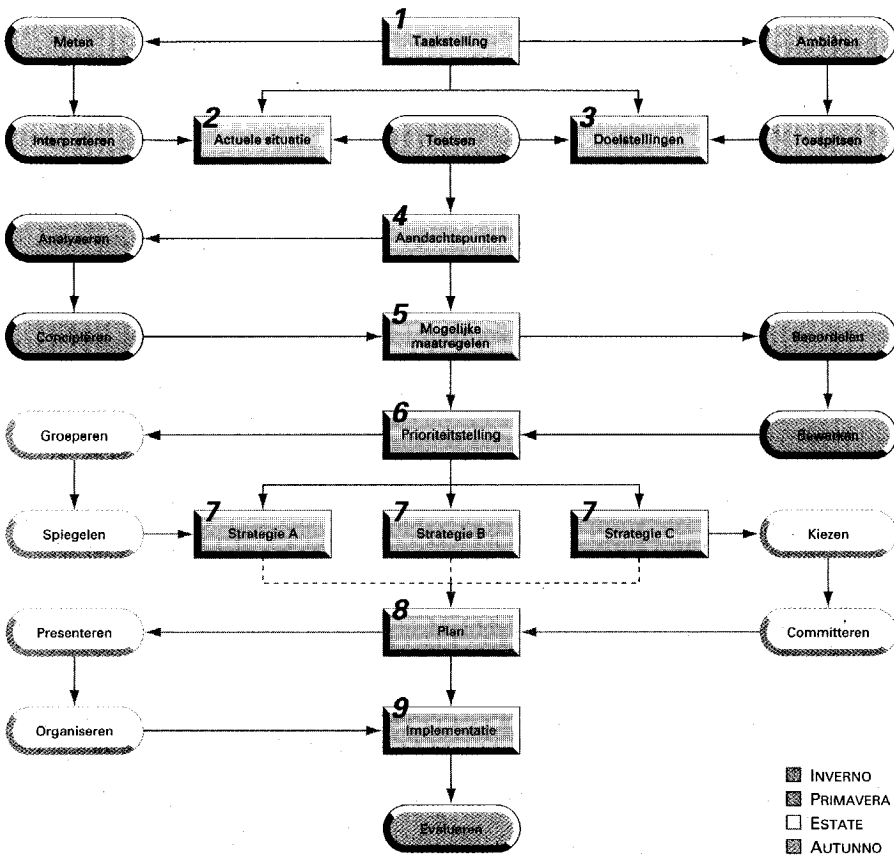 1
Meten
Taakstelling
Ambiëren
2
3
Interpreteren
Actuele situatie
Toetsen
Doelstellingen
Toespitsen
4
Analyseren
Aandachtspunten
5
Concipiëren
Mogelijke
maatregelen
Beoordelen
6
Groeperen
Prioriteitstelling
Bewerken
7
7
7
Spiegelen
Strategie A
Strategie B
Strategie C
Kiezen
8
Presenteren
Plan
Committeren
9
Organiseren
Implementatie
INVERNO
PRIMAVERA
ESTATE
AUTUNNO
Evalueren